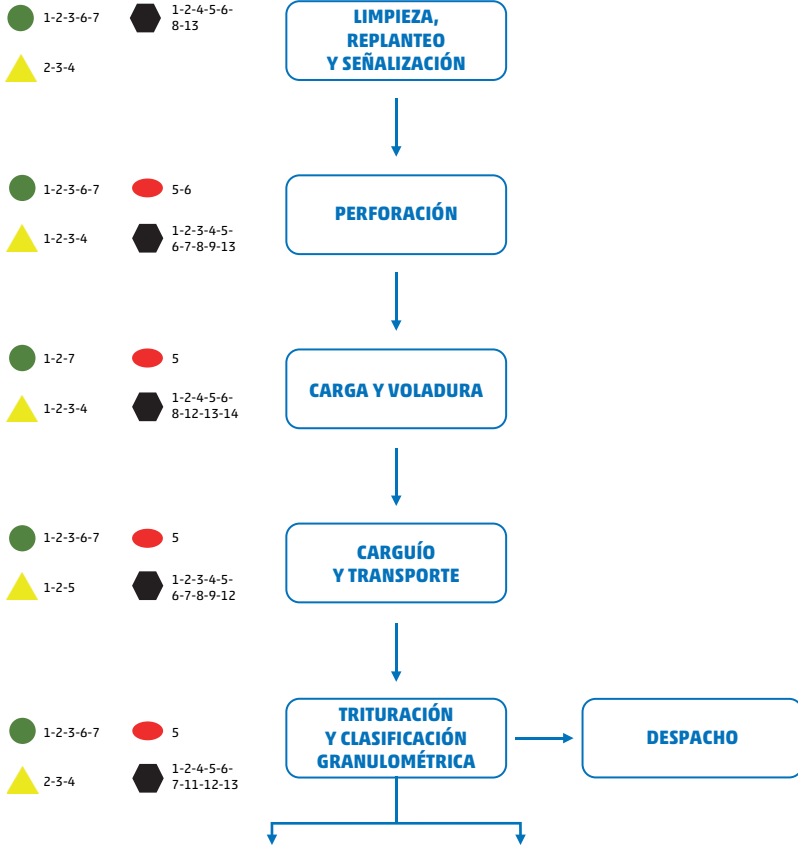 1-2-3-6-7
1-2-4-5-6-
8-13
2-3-4
LIMPIEZA,
REPLANTEO
Y SEÑALIZACIÓN
1-2-3-6-7
5-6
1-2-3-4
1-2-3-4-5-
6-7-8-9-13
PERFORACIÓN
1-2-7
5
1-2-3-4
1-2-4-5-6-
8-12-13-14
CARGA Y VOLADURA
1-2-3-6-7
5
1-2-5
1-2-3-4-5-
6-7-8-9-12
CARGUÍO
Y TRANSPORTE
1-2-3-6-7
5
2-3-4
1-2-4-5-6-
7-11-12-13
TRITURACIÓN
Y CLASIFICACIÓN
GRANULOMÉTRICA
DESPACHO